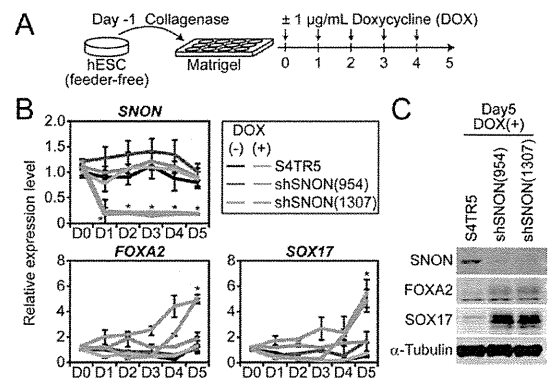 A
Day -1 Collagenase
hESC
(feeder-free)
Matrigel
± 1 µg/mL Doxycycline (DOX)
0 1 2 3 4 5
B
Relative expression level
SNON
2.0
1.5
1.0
0.5
0
* * * * *
D0 D1 D2 D3 D4 D5
DOX
(-) (+)
S4TR5
shSNON(954)
shSNON(1307)
FOXA2
6
4
2
0
*
D0 D1 D2 D3 D4 D5
SOX17
8
6
4
2
0
*
D0 D1 D2 D3 D4 D5
C
Day5
DOX(+)
S4TR5
shSNON(954)
shSNON(1307)
SNON
FOXA2
SOX17
α-Tubulin